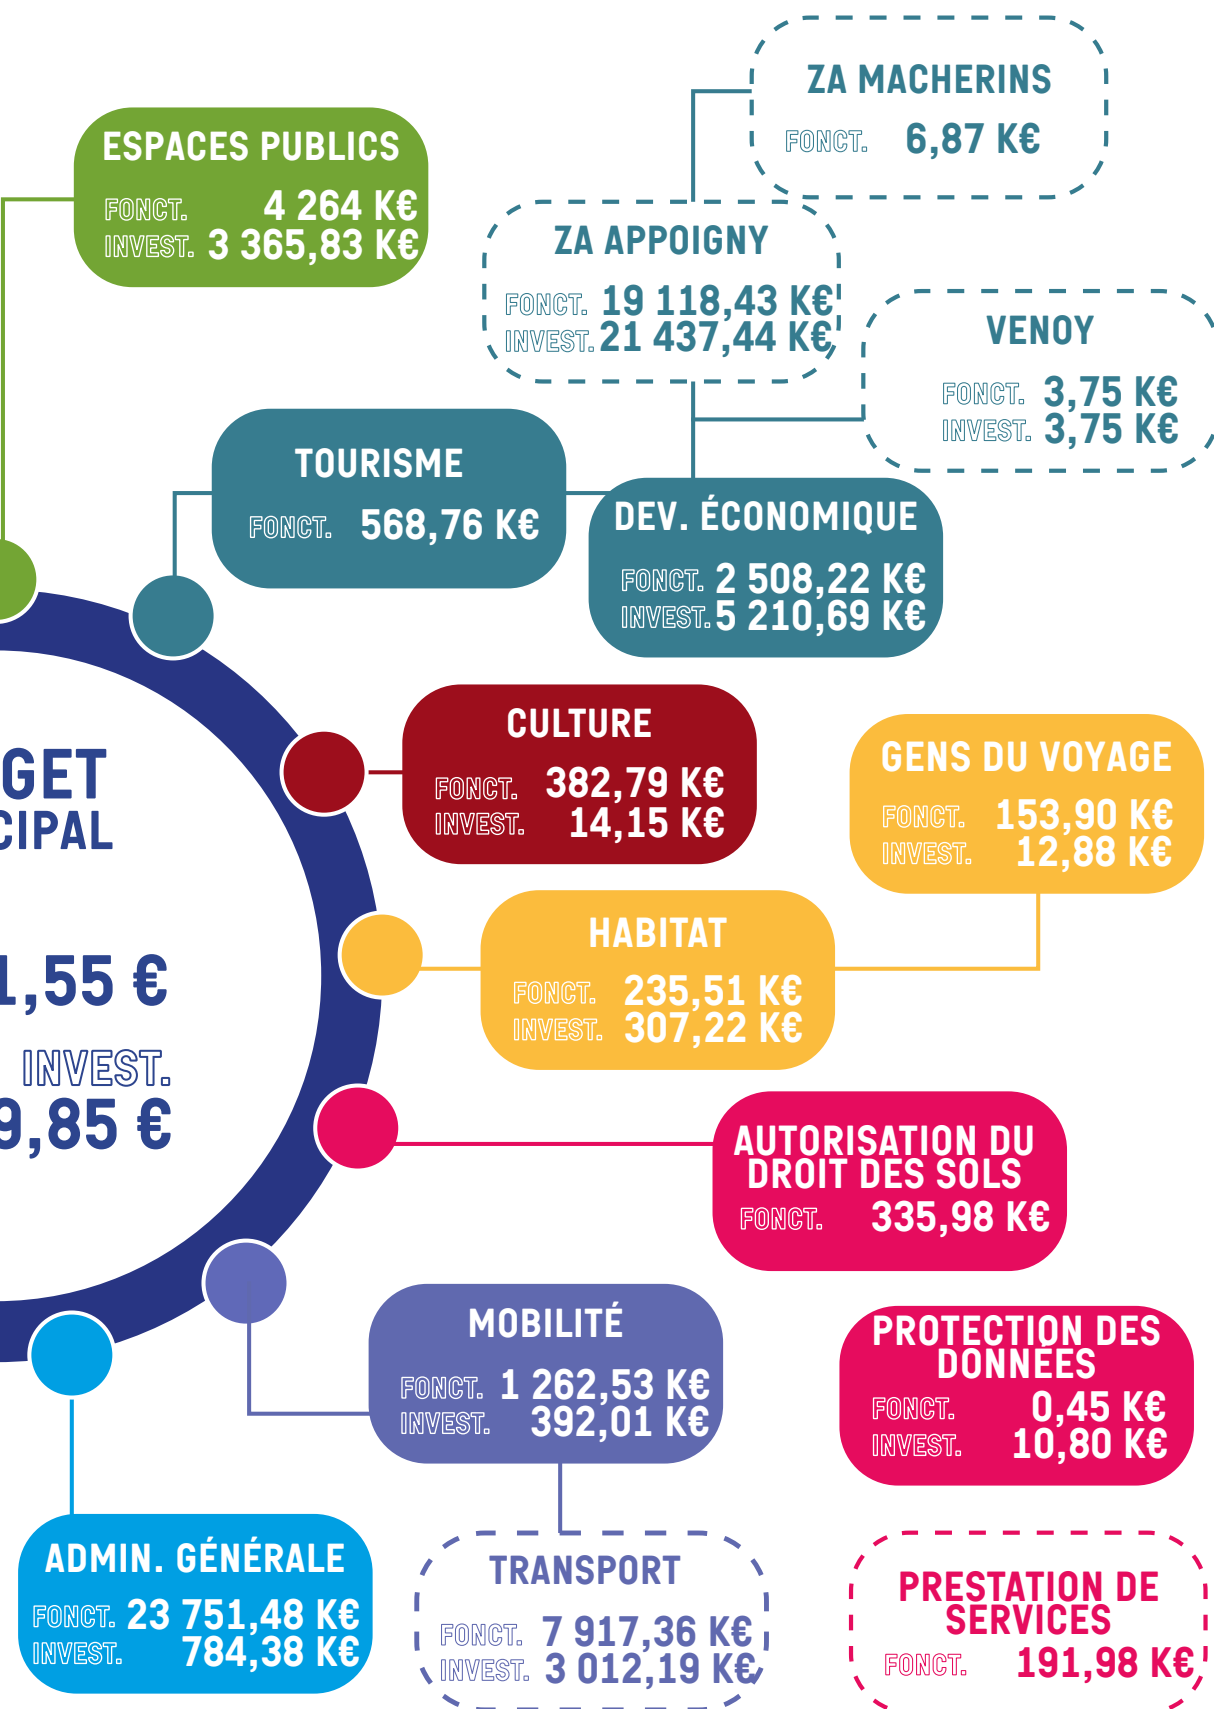 ZA MACHERINS
FONCT. 6,87 K€
ESPACES PUBLICS
FONCT. 4 264 K€
INVEST. 3 365,83 K€
ZA APPOIGNY
FONCT. 19 118,43 K€
INVEST. 21 437,44 K€
VENOY
FONCT. 3,75 K€
INVEST. 3,75 K€
TOURISME
FONCT. 568,76 K€
DEV. ÉCONOMIQUE
FONCT. 2 508,22 K€
INVEST. 5 210,69 K€
CULTURE
FONCT. 382,79 K€
INVEST. 14,15 K€
GENS DU VOYAGE
FONCT. 153,90 K€
INVEST. 12,88 K€
GET
CIPAL
1,55 €
INVEST.
9,85 €
HABITAT
FONCT. 235,51 K€
INVEST. 307,22 K€
AUTORISATION DU
DROIT DES SOLS
FONCT. 335,98 K€
MOBILITÉ
FONCT. 1 262,53 K€
INVEST. 392,01 K€
PROTECTION DES
DONNÉES
FONCT. 0,45 K€
INVEST. 10,80 K€
ADMIN. GÉNÉRALE
FONCT. 23 751,48 K€
INVEST. 784,38 K€
TRANSPORT
FONCT. 7 917,36 K€
INVEST. 3 012,19 K€
PRESTATION DE
SERVICES
FONCT. 191,98 K€